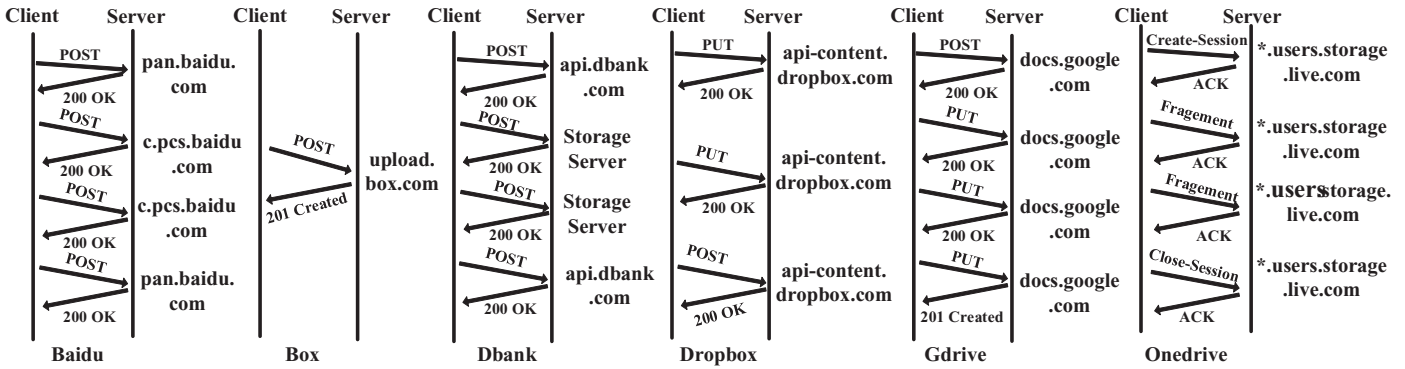 Client Server
POST
pan.baidu.
com
200 OK
POST
c.pcs.baidu
.com
200 OK
POST
c.pcs.baidu
.com
200 OK
POST
pan.baidu.
com
200 OK
Baidu
Client Server
POST
upload.
box.com
201 Created
Box
Client Server
POST
api.dbank
.com
200 OK
POST
Storage
Server
200 OK
POST
Storage
Server
200 OK
POST
api.dbank
.com
200 OK
Dbank
Client Server
PUT
api-content.
dropbox.com
200 OK
PUT
api-content.
dropbox.com
200 OK
POST
api-content.
dropbox.com
200 OK
Dropbox
Client Server
POST
docs.google
.com
200 OK
PUT
docs.google
.com
200 OK
PUT
docs.google
.com
200 OK
PUT
docs.google
.com
201 Created
Gdrive
Client Server
Create-Session
*.users.storage
.live.com
ACK
Fragement
*.users.storage
.live.com
ACK
Fragement
*.users.storage.
live.com
ACK
Close-Session
*.users.storage
.live.com
ACK
Onedrive